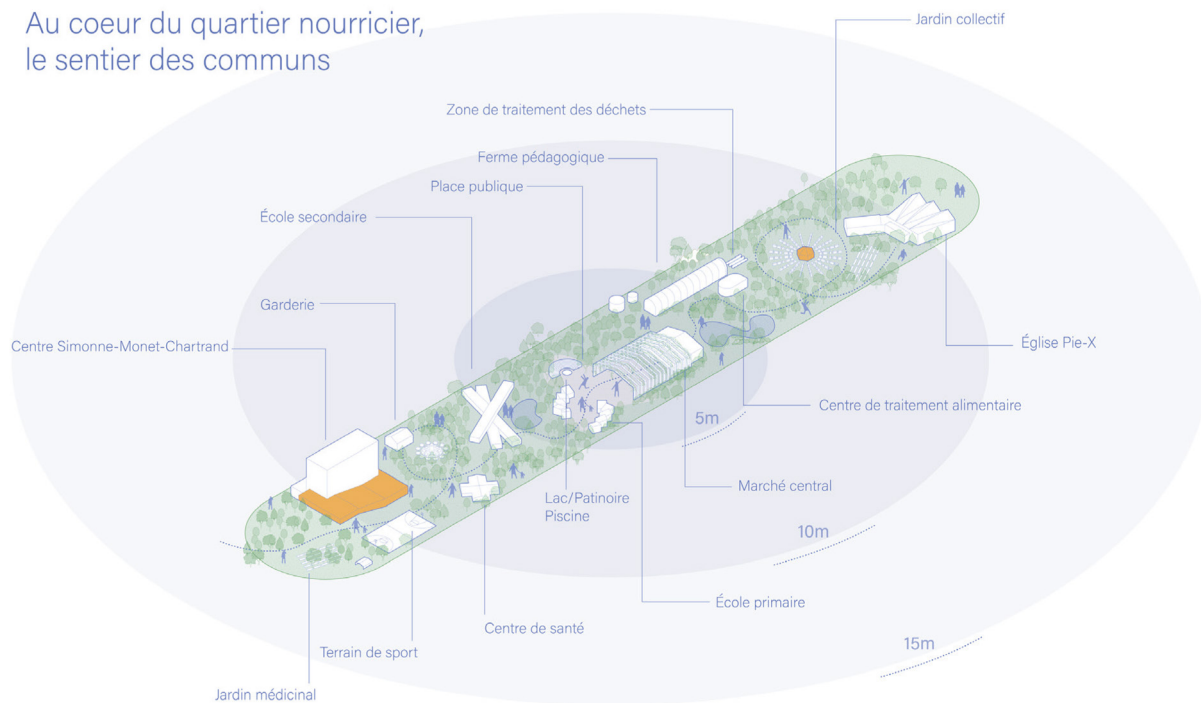 Au coeur du quartier nourricier,
le sentier des communs
Jardin collectif
Zone de traitement des déchets
Ferme pédagogique
Place publique
École secondaire
Garderie
Centre Simonne-Monet-Chartrand
Église Pie-X
Centre de traitement alimentaire
5m
Marché central
Lac/Patinoire
Piscine
10m
École primaire
Centre de santé
15m
Terrain de sport
Jardin médicinal